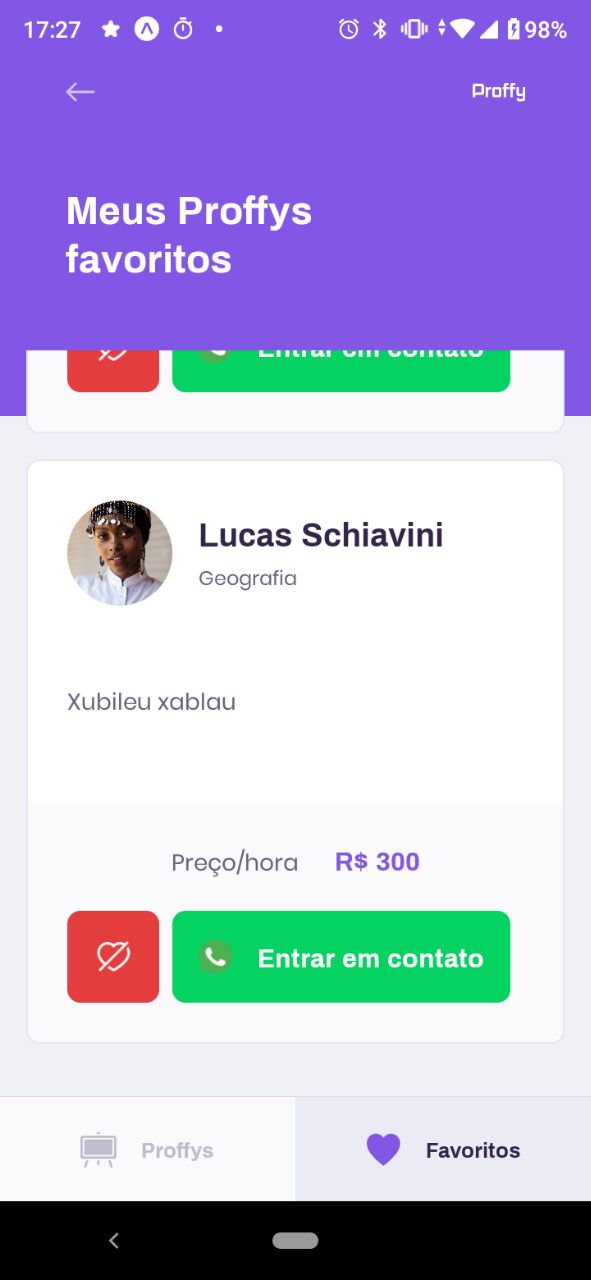 17:27
98%
Proffy
Meus Proffys
favoritos
Entrar em contato
Lucas Schiavini
Geografia
Xubileu xablau
Preço/hora R$ 300
Entrar em contato
Proffys Favoritos